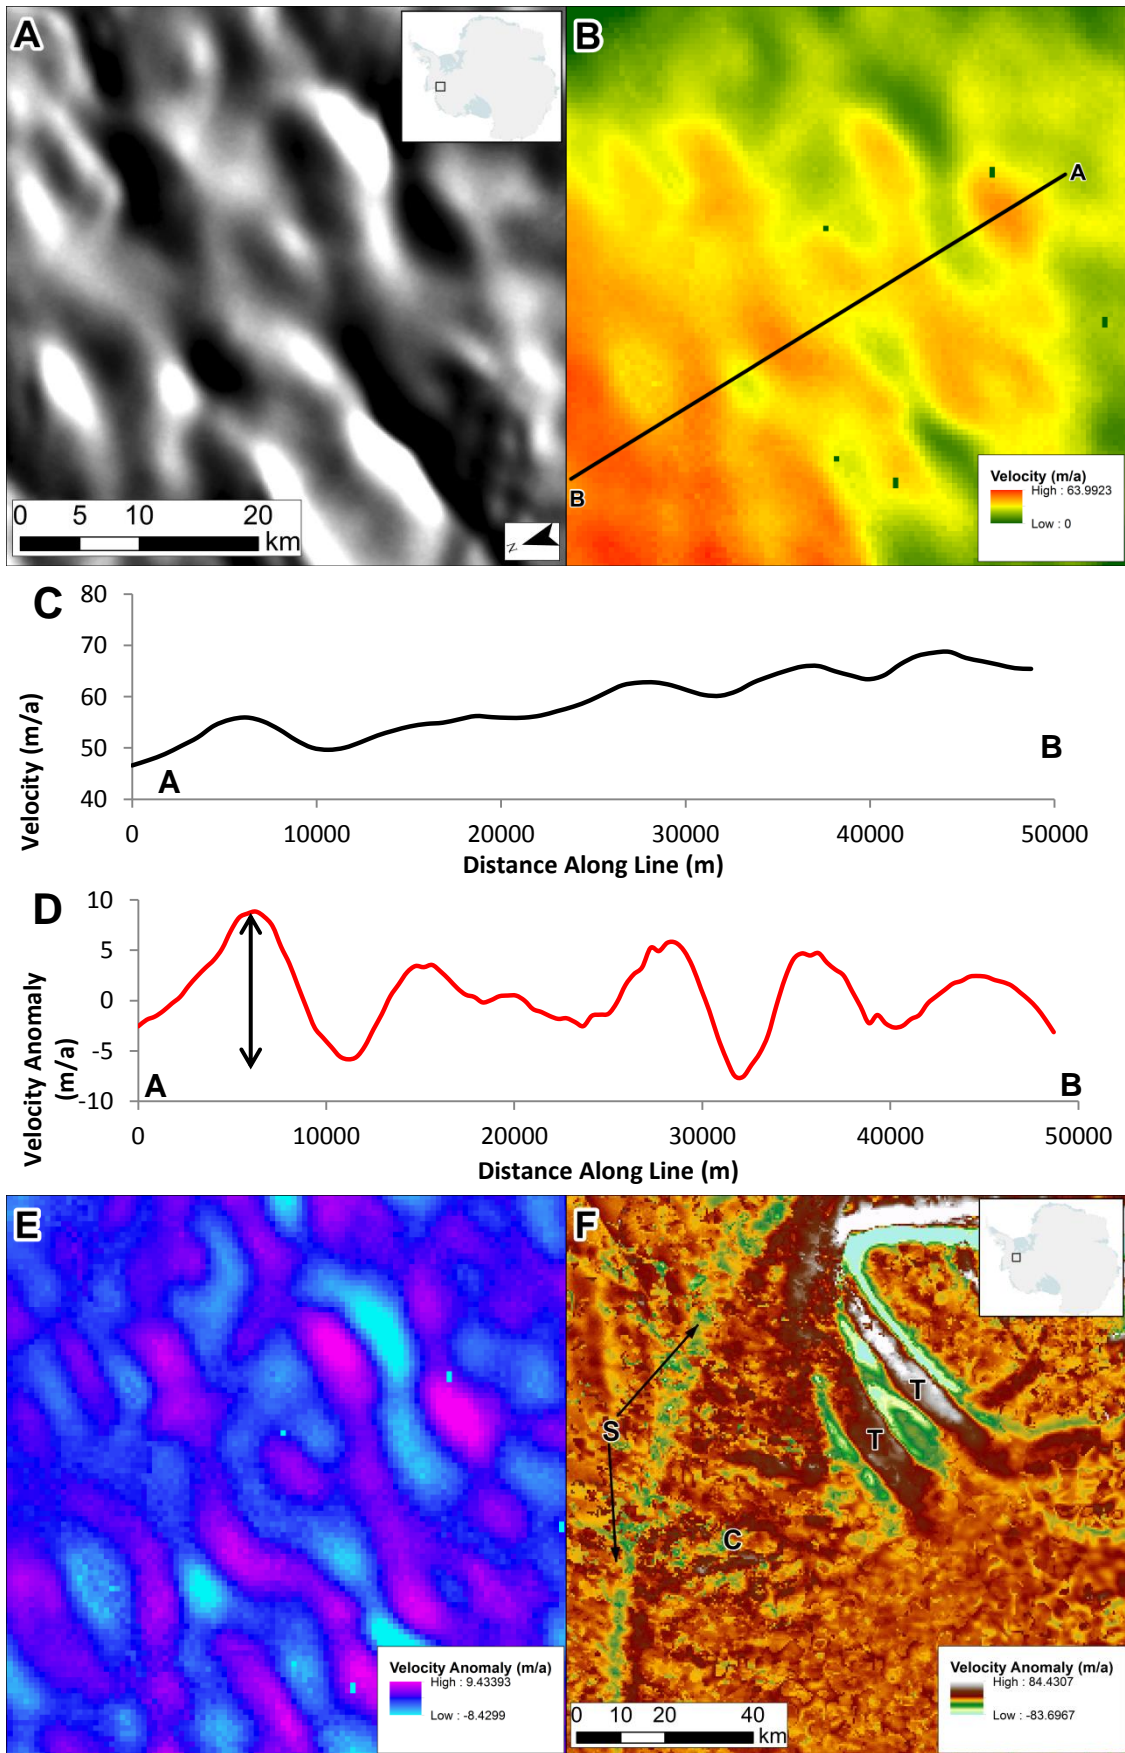 A
B
A
B
Velocity (m/a)
High : 63.9923
Low : 0
0 5 10 20
km
N
C
80
70
60
50
40
Velocity (m/a)
A
B
0 10000 20000 30000 40000 50000
Distance Along Line (m)
D
10
5
0
-5
-10
Velocity Anomaly
(m/a)
A
B
0 10000 20000 30000 40000 50000
Distance Along Line (m)
E
Velocity Anomaly (m/a)
High : 9.43393
Low : -8.4299
F
T
T
S
C
0 10 20 40
km
Velocity Anomaly (m/a)
High : 84.4307
Low : -83.6967